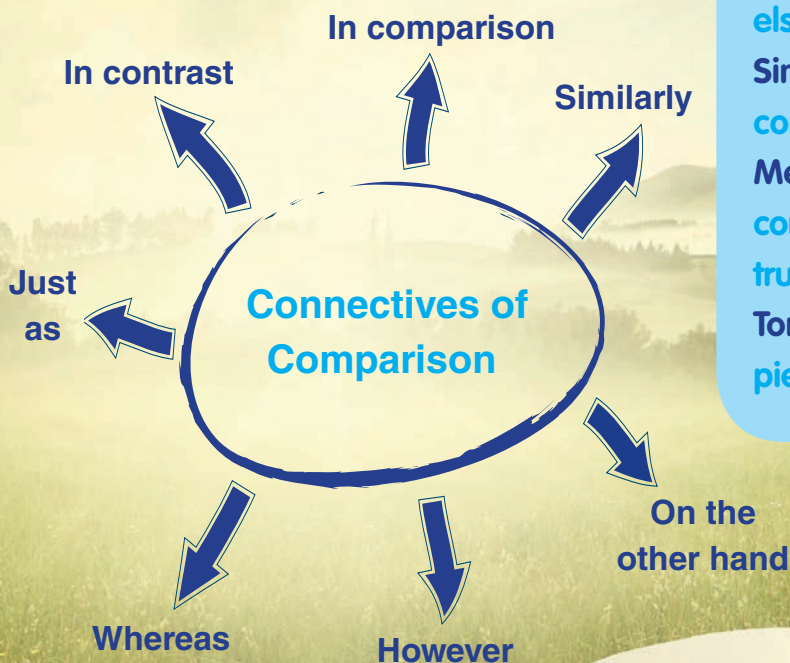 In comparison
In contrast
Similarly
Just
as
Connectives of
Comparison
On the
other hand
Whereas
However